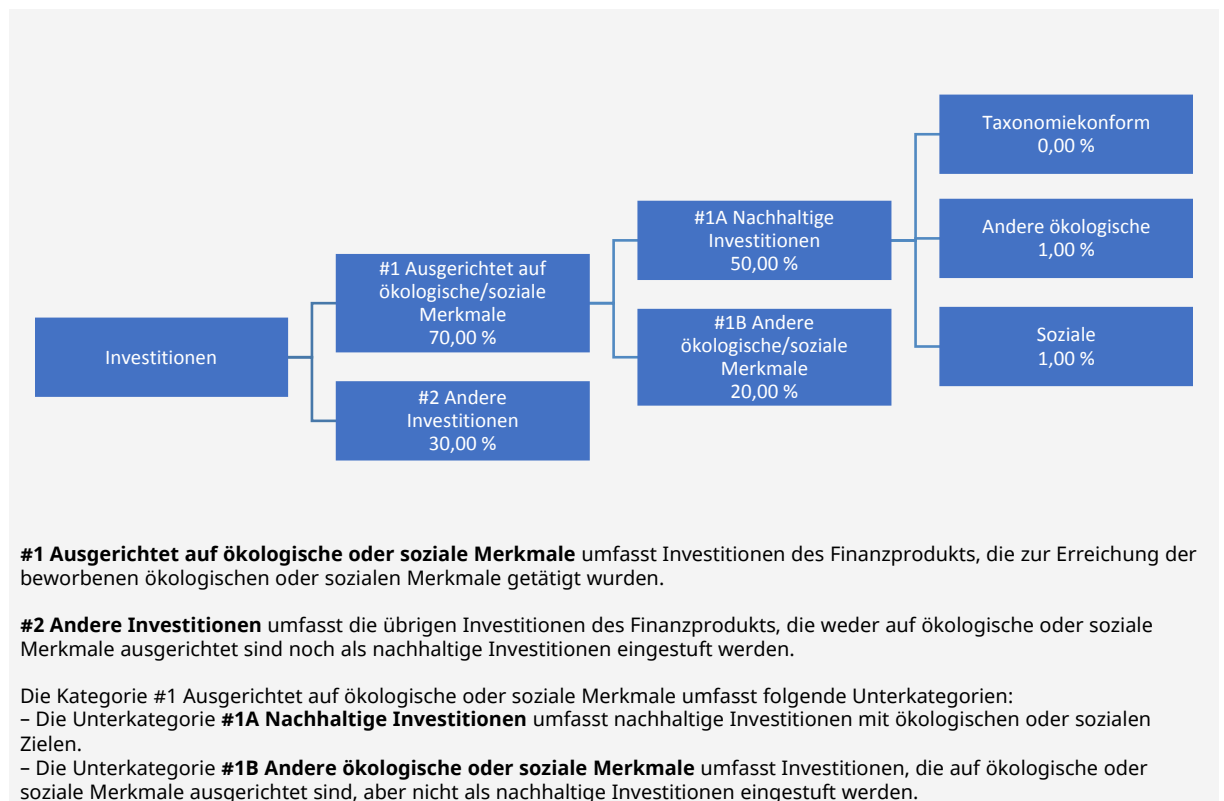 Investitionen
#1 Ausgerichtet auf
ökologische/soziale
Merkmale
70,00 %
#2 Andere
Investitionen
30,00 %
#1A Nachhaltige
Investitionen
50,00 %
#1B Andere
ökologische/soziale
Merkmale
20,00 %
Taxonomiekonform
0,00 %
Andere ökologische
1,00 %
Soziale
1,00 %
#1 Ausgerichtet auf ökologische oder soziale Merkmale umfasst Investitionen des Finanzprodukts, die zur Erreichung der
beworbenen ökologischen oder sozialen Merkmale getätigt wurden.
#2 Andere Investitionen umfasst die übrigen Investitionen des Finanzprodukts, die weder auf ökologische oder soziale
Merkmale ausgerichtet sind noch als nachhaltige Investitionen eingestuft werden.
Die Kategorie #1 Ausgerichtet auf ökologische oder soziale Merkmale umfasst folgende Unterkategorien:
– Die Unterkategorie #1A Nachhaltige Investitionen umfasst nachhaltige Investitionen mit ökologischen oder sozialen
Zielen.
– Die Unterkategorie #1B Andere ökologische oder soziale Merkmale umfasst Investitionen, die auf ökologische oder
soziale Merkmale ausgerichtet sind, aber nicht als nachhaltige Investitionen eingestuft werden.